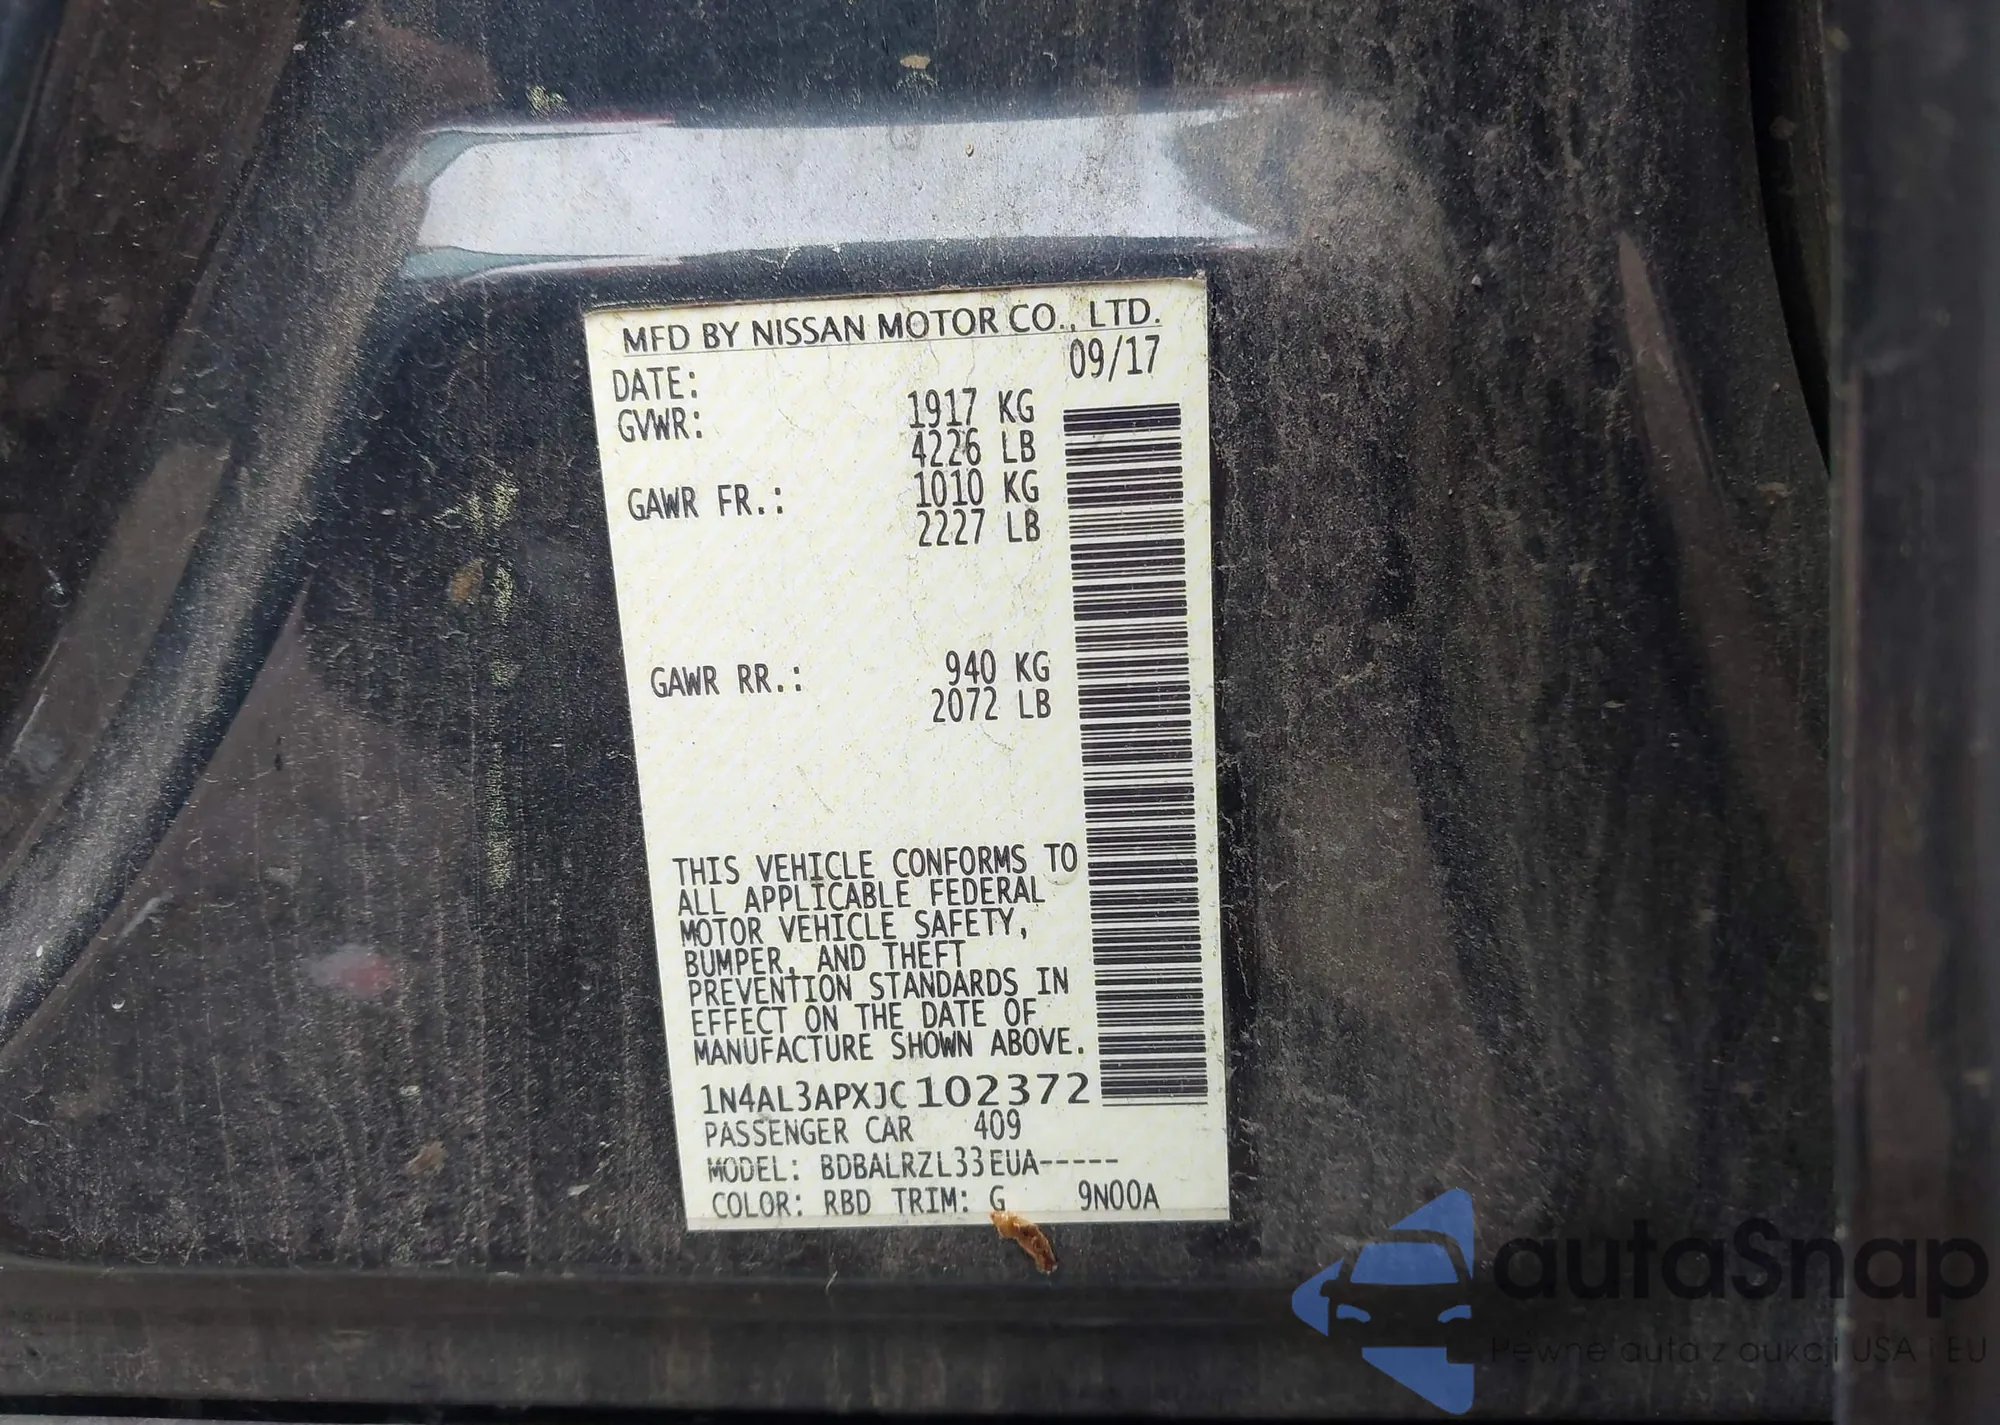 MFD BY NISSAN MOTOR CO., LTD.
DATE: 09/17
GVWR: 1917 KG
4226 LB
GAWR FR.: 1010 KG
2227 LB
GAWR RR.: 940 KG
2072 LB
THIS VEHICLE CONFORMS TO
ALL APPLICABLE FEDERAL
MOTOR VEHICLE SAFETY,
BUMPER, AND THEFT
PREVENTION STANDARDS IN
EFFECT ON THE DATE OF
MANUFACTURE SHOWN ABOVE.
1N4AL3APXJC102372
PASSENGER CAR 409
MODEL: BDBALRZL33EUA-----
COLOR: RBD TRIM: G 9N00A
autaSnap
Pewne auta z aukcji USA i EU